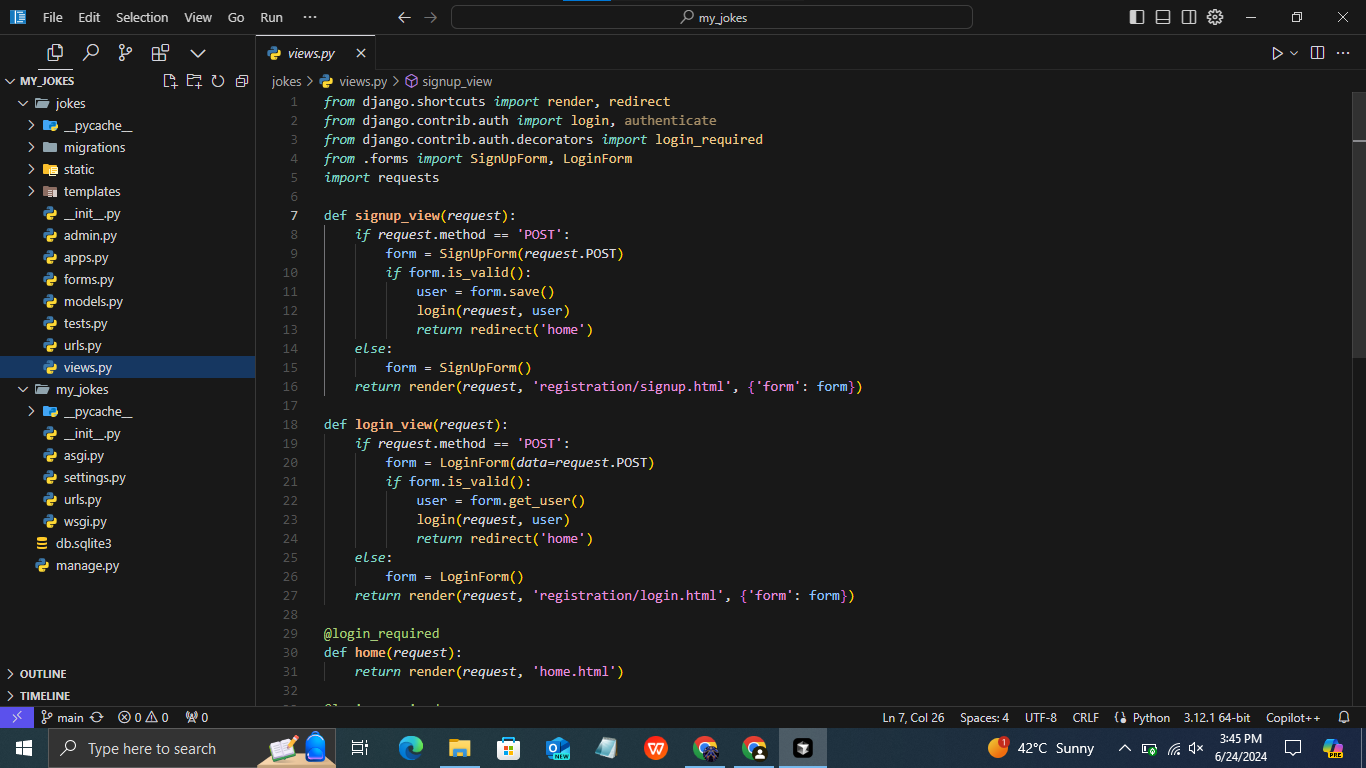 File Edit Selection View Go Run ···
my_jokes
MY_JOKES
jokes
__pycache__
migrations
static
templates
__init__.py
admin.py
apps.py
forms.py
models.py
tests.py
urls.py
views.py
my_jokes
__pycache__
__init__.py
asgi.py
settings.py
urls.py
wsgi.py
db.sqlite3
manage.py
OUTLINE
TIMELINE
views.py
jokes > views.py > signup_view
1 from django.shortcuts import render, redirect
2 from django.contrib.auth import login, authenticate
3 from django.contrib.auth.decorators import login_required
4 from .forms import SignUpForm, LoginForm
5 import requests
6
7 def signup_view(request):
8     if request.method == 'POST':
9         form = SignUpForm(request.POST)
10         if form.is_valid():
11             user = form.save()
12             login(request, user)
13             return redirect('home')
14     else:
15         form = SignUpForm()
16     return render(request, 'registration/signup.html', {'form': form})
17
18 def login_view(request):
19     if request.method == 'POST':
20         form = LoginForm(data=request.POST)
21         if form.is_valid():
22             user = form.get_user()
23             login(request, user)
24             return redirect('home')
25     else:
26         form = LoginForm()
27     return render(request, 'registration/login.html', {'form': form})
28
29 @login_required
30 def home(request):
31     return render(request, 'home.html')
32
main 0 0 0 Ln 7, Col 26 Spaces: 4 UTF-8 CRLF Python 3.12.1 64-bit Copilot++
Type here to search
NEW
1
42°C Sunny
3:45 PM
6/24/2024
PRE